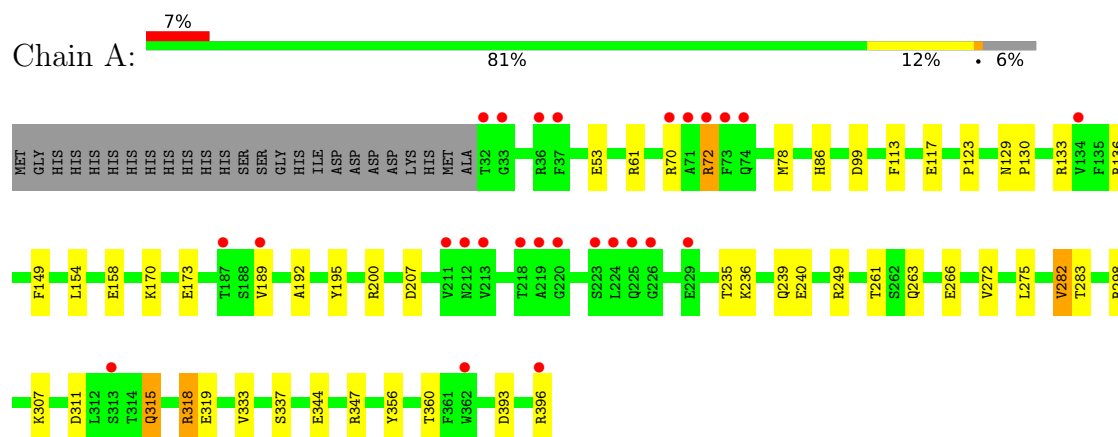 7%
Chain A:
81% 12% • 6%
MET GLY HIS HIS HIS HIS HIS HIS HIS HIS HIS HIS SER SER GLY HIS ILE ASP ASP ASP ASP LYS HIS MET ALA T32 G33 R36 F37 E53 R61 R70 A71 R72 F73 Q74 M78 H86 D99 F113 E117 P123 N129 P130 R133 V134 F135
F149 L154 E158 K170 E173 T187 S188 V189 A192 Y195 R200 D207 V211 N212 V213 T218 A219 G220 S223 L224 Q225 G226 E229 T235 K236 Q239 E240 R249 T261 S262 Q263 E266 V272 L275 V282 T283
K307 D311 L312 S313 T314 Q315 R318 E319 V333 S337 E344 R347 Y356 T360 F361 W362 D393 R396